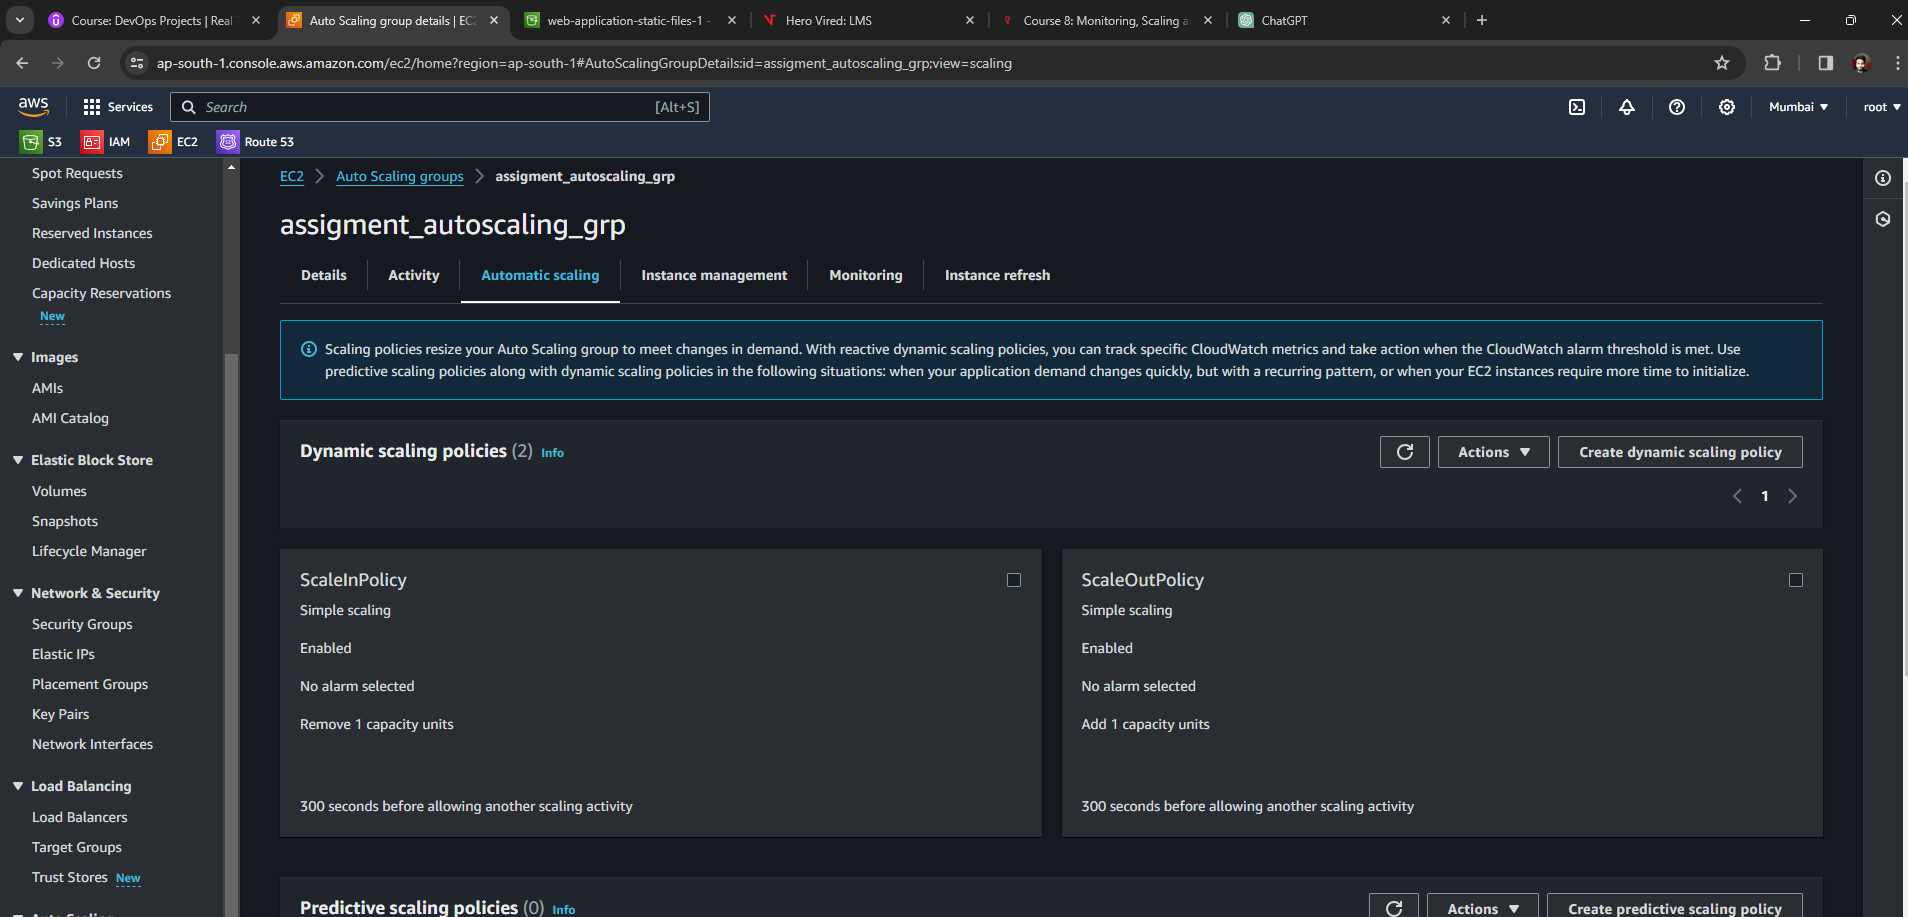 Course: DevOps Projects | Real
Auto Scaling group details | EC2
web-application-static-files-1 -
Hero Vired: LMS
Course 8: Monitoring, Scaling a
ChatGPT
ap-south-1.console.aws.amazon.com/ec2/home?region=ap-south-1#AutoScalingGroupDetails:id=assigment_autoscaling_grp;view=scaling
aws
Services
Search
[Alt+S]
Mumbai
root
S3
IAM
EC2
Route 53
Spot Requests
Savings Plans
Reserved Instances
Dedicated Hosts
Capacity Reservations
New
Images
AMIs
AMI Catalog
Elastic Block Store
Volumes
Snapshots
Lifecycle Manager
Network & Security
Security Groups
Elastic IPs
Placement Groups
Key Pairs
Network Interfaces
Load Balancing
Load Balancers
Target Groups
Trust Stores New
Auto Scaling
EC2 > Auto Scaling groups > assigment_autoscaling_grp
assigment_autoscaling_grp
Details
Activity
Automatic scaling
Instance management
Monitoring
Instance refresh
Scaling policies resize your Auto Scaling group to meet changes in demand. With reactive dynamic scaling policies, you can track specific CloudWatch metrics and take action when the CloudWatch alarm threshold is met. Use
predictive scaling policies along with dynamic scaling policies in the following situations: when your application demand changes quickly, but with a recurring pattern, or when your EC2 instances require more time to initialize.
Dynamic scaling policies (2) Info
Actions
Create dynamic scaling policy
1
ScaleInPolicy
Simple scaling
Enabled
No alarm selected
Remove 1 capacity units
300 seconds before allowing another scaling activity
ScaleOutPolicy
Simple scaling
Enabled
No alarm selected
Add 1 capacity units
300 seconds before allowing another scaling activity
Predictive scaling policies (0) Info
Actions
Create predictive scaling policy